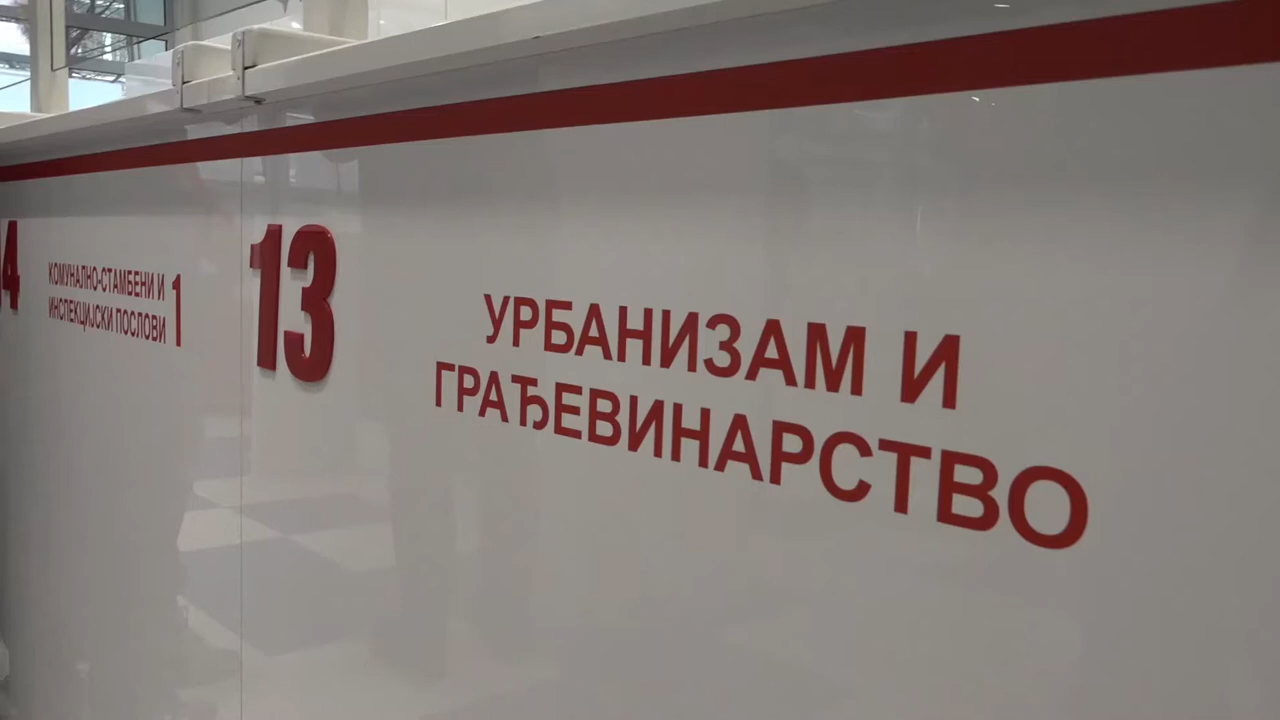 4
КОМУНАЛНО-СТАМБЕНИ И
ИНСПЕКЦИЈСКИ ПОСЛОВИ
1
13
УРБАНИЗАМ И
ГРАЂЕВИНАРСТВО